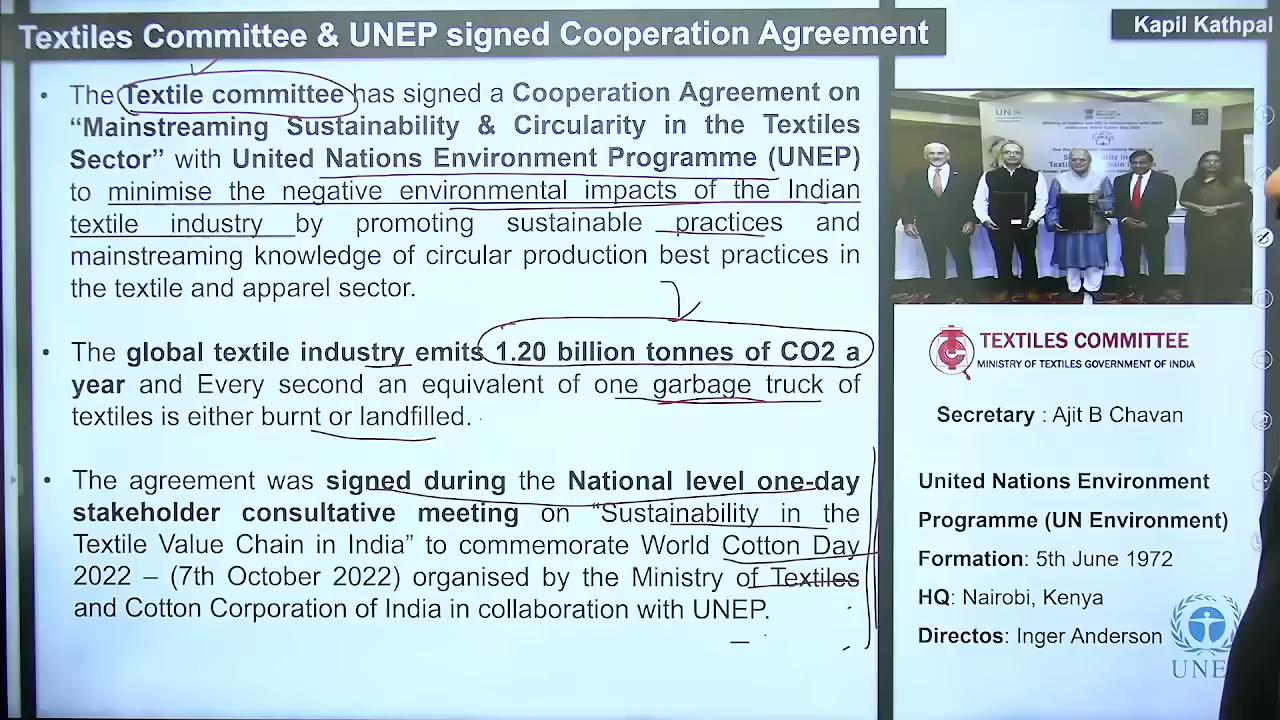 Textiles Committee & UNEP signed Cooperation Agreement
Kapil Kathpal
• The Textile committee has signed a Cooperation Agreement on
“Mainstreaming Sustainability & Circularity in the Textiles
Sector” with United Nations Environment Programme (UNEP)
to minimise the negative environmental impacts of the Indian
textile industry by promoting sustainable practices and
mainstreaming knowledge of circular production best practices in
the textile and apparel sector.
• The global textile industry emits 1.20 billion tonnes of CO2 a
year and Every second an equivalent of one garbage truck of
textiles is either burnt or landfilled.
• The agreement was signed during the National level one-day
stakeholder consultative meeting on “Sustainability in the
Textile Value Chain in India” to commemorate World Cotton Day
2022 – (7th October 2022) organised by the Ministry of Textiles
and Cotton Corporation of India in collaboration with UNEP.
UN
TEXTILES COMMITTEE
MINISTRY OF TEXTILES GOVERNMENT OF INDIA
Secretary : Ajit B Chavan
United Nations Environment
Programme (UN Environment)
Formation: 5th June 1972
HQ: Nairobi, Kenya
Directos: Inger Anderson
UNE